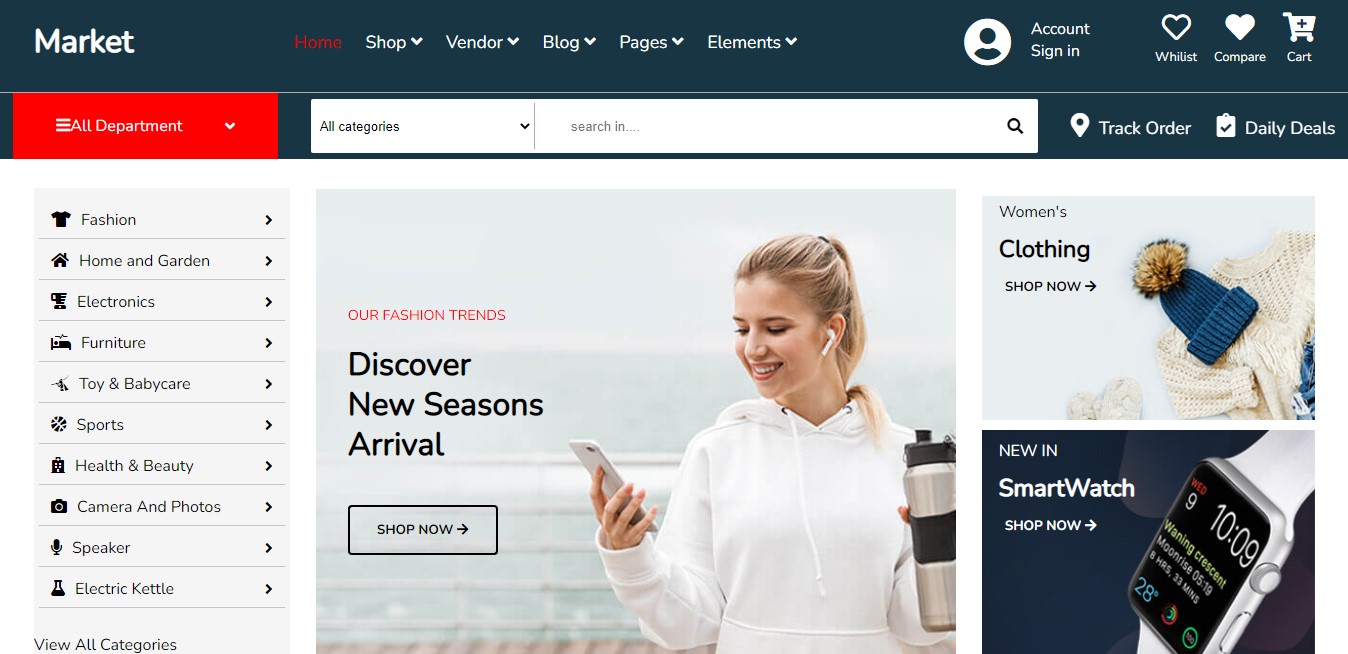 Market
Home Shop Vendor Blog Pages Elements
Account
Sign in
Whilist Compare Cart
All Department
All categories
search in....
Track Order
Daily Deals
Fashion
Home and Garden
Electronics
Furniture
Toy & Babycare
Sports
Health & Beauty
Camera And Photos
Speaker
Electric Kettle
View All Categories
OUR FASHION TRENDS
Discover
New Seasons
Arrival
SHOP NOW
Women's
Clothing
SHOP NOW
NEW IN
SmartWatch
SHOP NOW
WED
9
10:09
Waning crescent
Moonrise 05:19
8 HRS, 33 MINS
28°
100